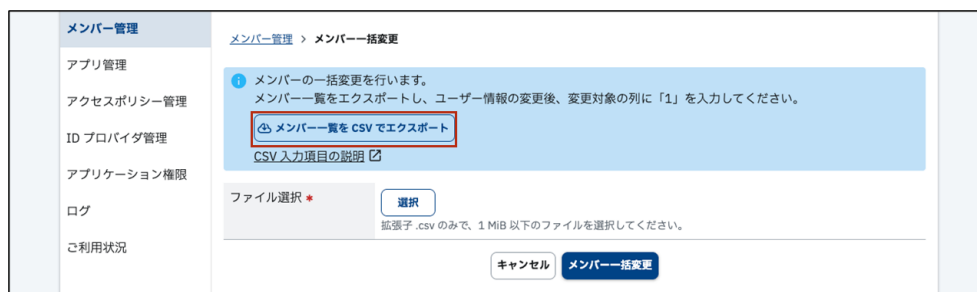 メンバー管理
アプリ管理
アクセスポリシー管理
ID プロバイダ管理
アプリケーション権限
ログ
ご利用状況
メンバー管理 > メンバー一括変更
メンバーの一括変更を行います。
メンバー一覧をエクスポートし、ユーザー情報の変更後、変更対象の列に「1」を入力してください。
メンバー一覧を CSV でエクスポート
CSV 入力項目の説明
ファイル選択 *
選択
拡張子 .csv のみで、1 MiB 以下のファイルを選択してください。
キャンセル メンバー一括変更